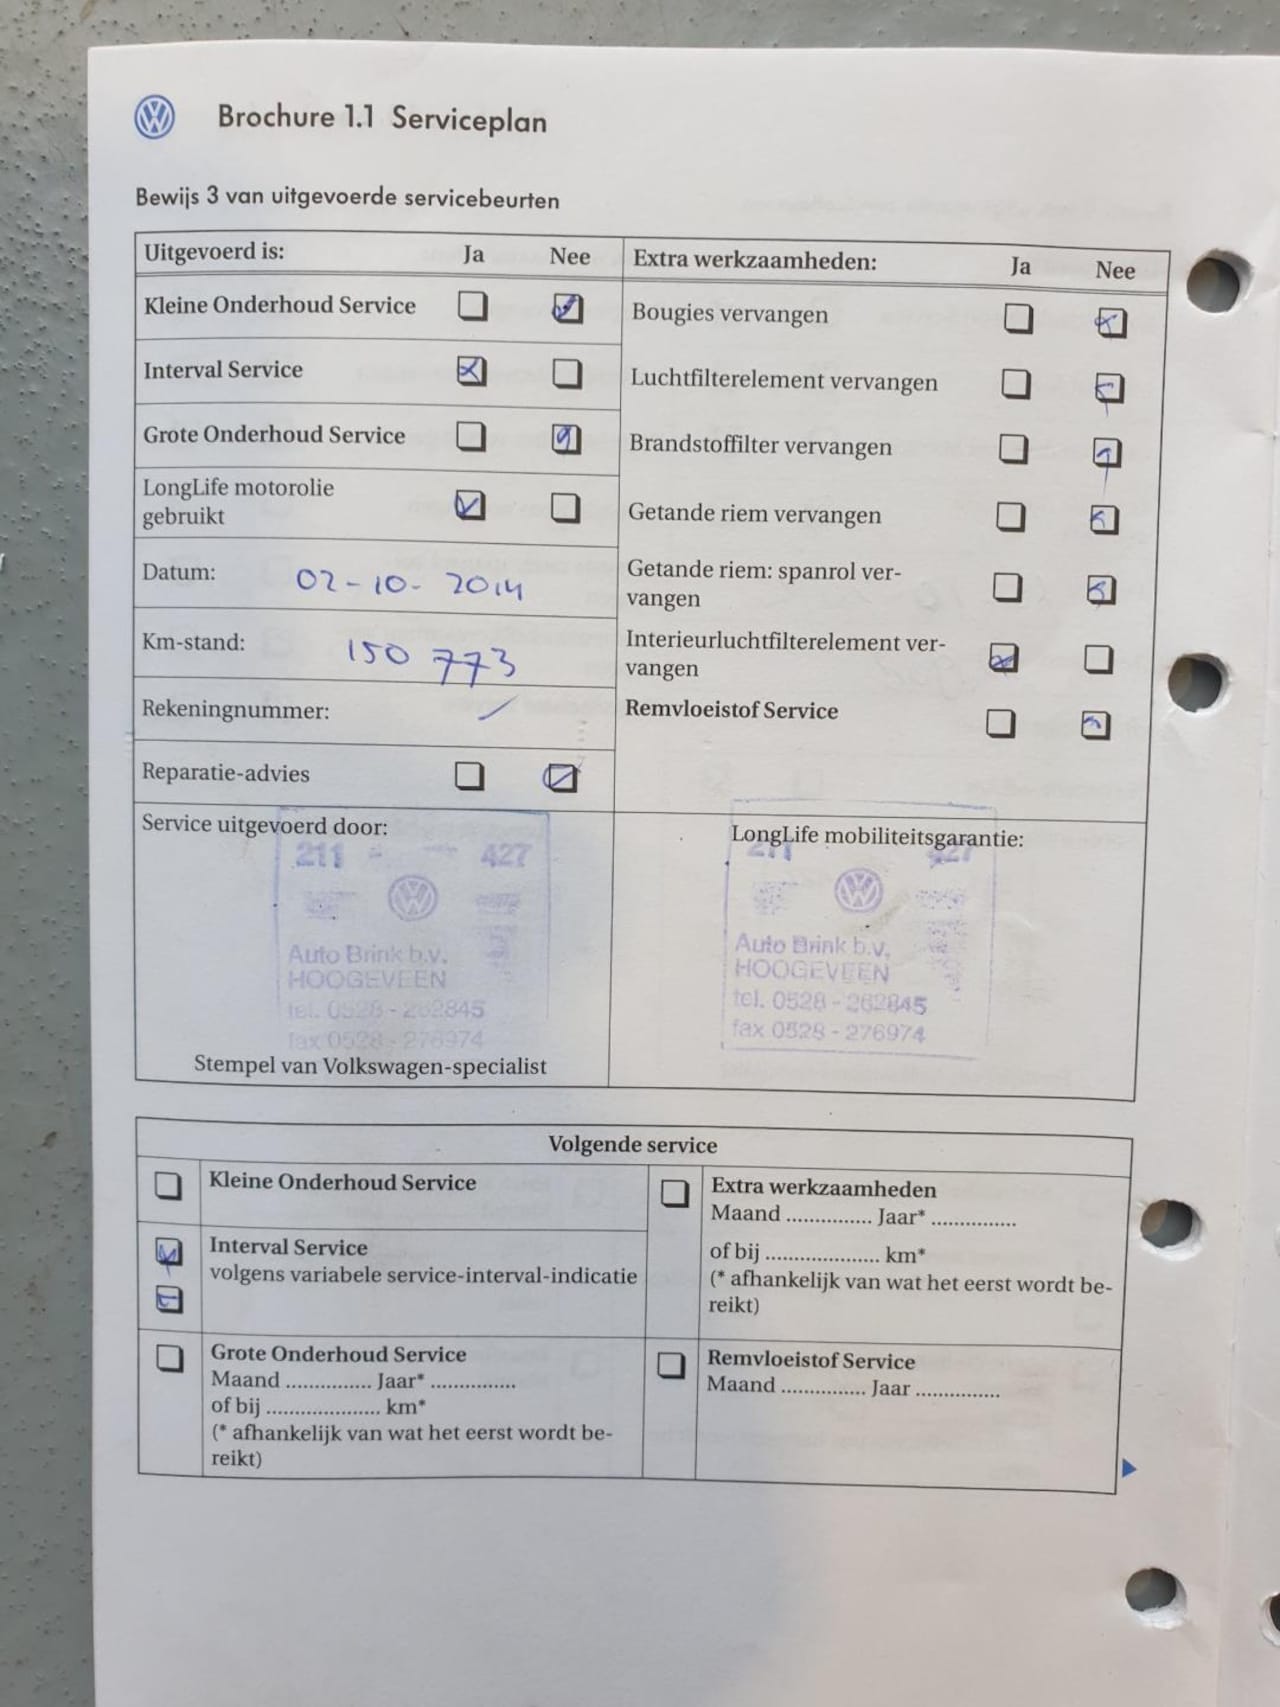 Brochure 1.1 Serviceplan
Bewijs 3 van uitgevoerde servicebeurten
Uitgevoerd is: Ja Nee
Kleine Onderhoud Service
Interval Service
Grote Onderhoud Service
LongLife motorolie
gebruikt
Datum: 02-10-2014
Km-stand: 150 773
Rekeningnummer:
Reparatie-advies
Extra werkzaamheden: Ja Nee
Bougies vervangen
Luchtfilterelement vervangen
Brandstoffilter vervangen
Getande riem vervangen
Getande riem: spanrol ver-
vangen
Interieurluchtfilterelement ver-
vangen
Remvloeistof Service
Service uitgevoerd door:
211 427
Auto Brink b.v.
HOOGEVEEN
tel. 0528 - 262845
fax 0528 - 276974
Stempel van Volkswagen-specialist
LongLife mobiliteitsgarantie:
211 427
Auto Brink b.v.
HOOGEVEEN
tel. 0528 - 262845
fax 0528 - 276974
Volgende service
Kleine Onderhoud Service
Interval Service
volgens variabele service-interval-indicatie
Grote Onderhoud Service
Maand ............... Jaar* ...............
of bij .................... km*
(* afhankelijk van wat het eerst wordt be-
reikt)
Extra werkzaamheden
Maand ............... Jaar* ...............
of bij .................... km*
(* afhankelijk van wat het eerst wordt be-
reikt)
Remvloeistof Service
Maand ............... Jaar ...............